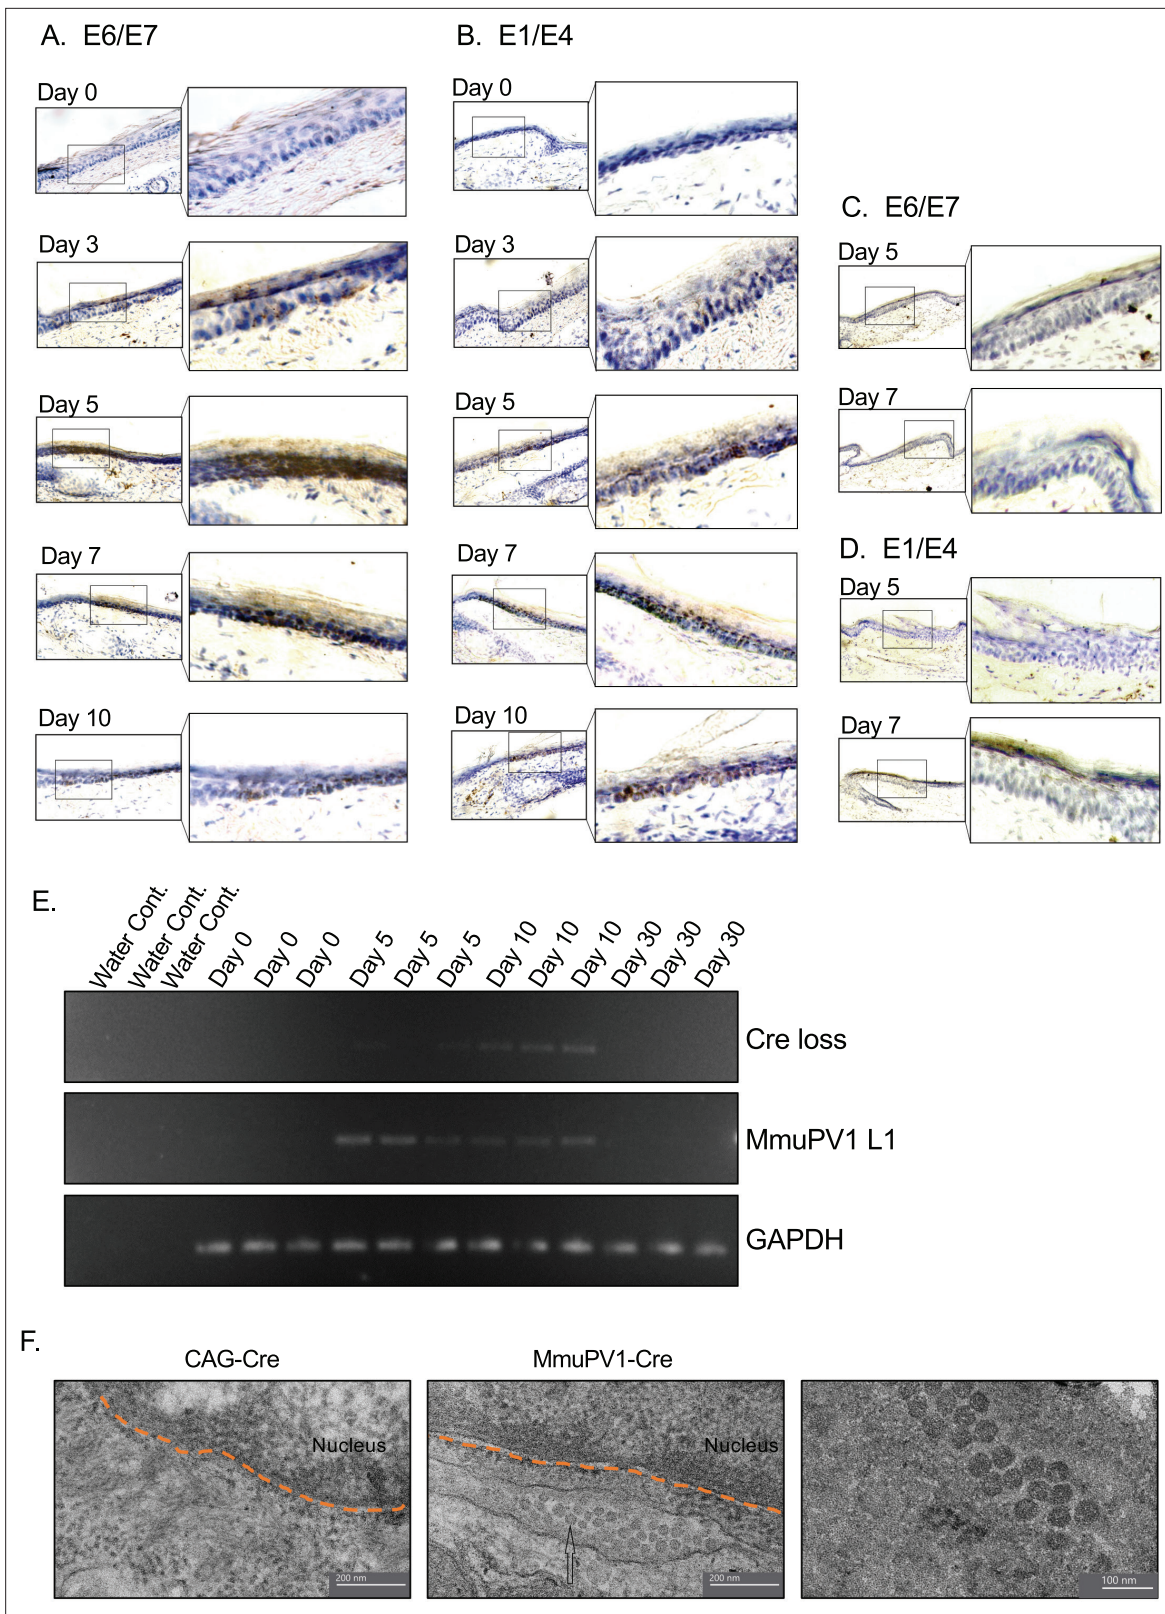 A. E6/E7
Day 0
Day 3
Day 5
Day 7
Day 10
B. E1/E4
Day 0
Day 3
Day 5
Day 7
Day 10
C. E6/E7
Day 5
Day 7
D. E1/E4
Day 5
Day 7
E.
Water Cont.
Water Cont.
Water Cont.
Day 0
Day 0
Day 0
Day 5
Day 5
Day 5
Day 10
Day 10
Day 10
Day 30
Day 30
Day 30
Cre loss
MmuPV1 L1
GAPDH
F.
CAG-Cre
Nucleus
200 nm
MmuPV1-Cre
Nucleus
200 nm
100 nm